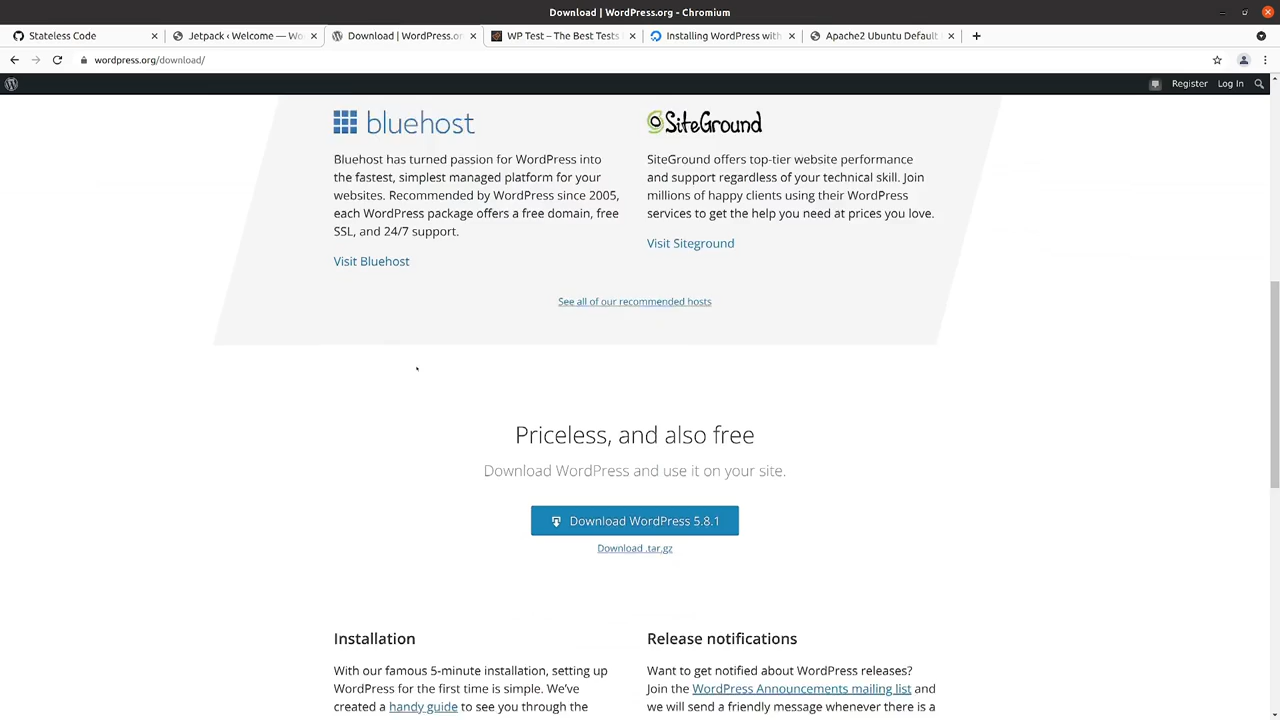 Download | WordPress.org - Chromium
Stateless Code
Jetpack ‹ Welcome — Wo
Download | WordPress.or
WP Test – The Best Tests
Installing WordPress with
Apache2 Ubuntu Default
wordpress.org/download/
Register
Log In
bluehost
Bluehost has turned passion for WordPress into
the fastest, simplest managed platform for your
websites. Recommended by WordPress since 2005,
each WordPress package offers a free domain, free
SSL, and 24/7 support.
Visit Bluehost
SiteGround
SiteGround offers top-tier website performance
and support regardless of your technical skill. Join
millions of happy clients using their WordPress
services to get the help you need at prices you love.
Visit Siteground
See all of our recommended hosts
Priceless, and also free
Download WordPress and use it on your site.
Download WordPress 5.8.1
Download .tar.gz
Installation
With our famous 5-minute installation, setting up
WordPress for the first time is simple. We’ve
created a handy guide to see you through the
Release notifications
Want to get notified about WordPress releases?
Join the WordPress Announcements mailing list and
we will send a friendly message whenever there is a